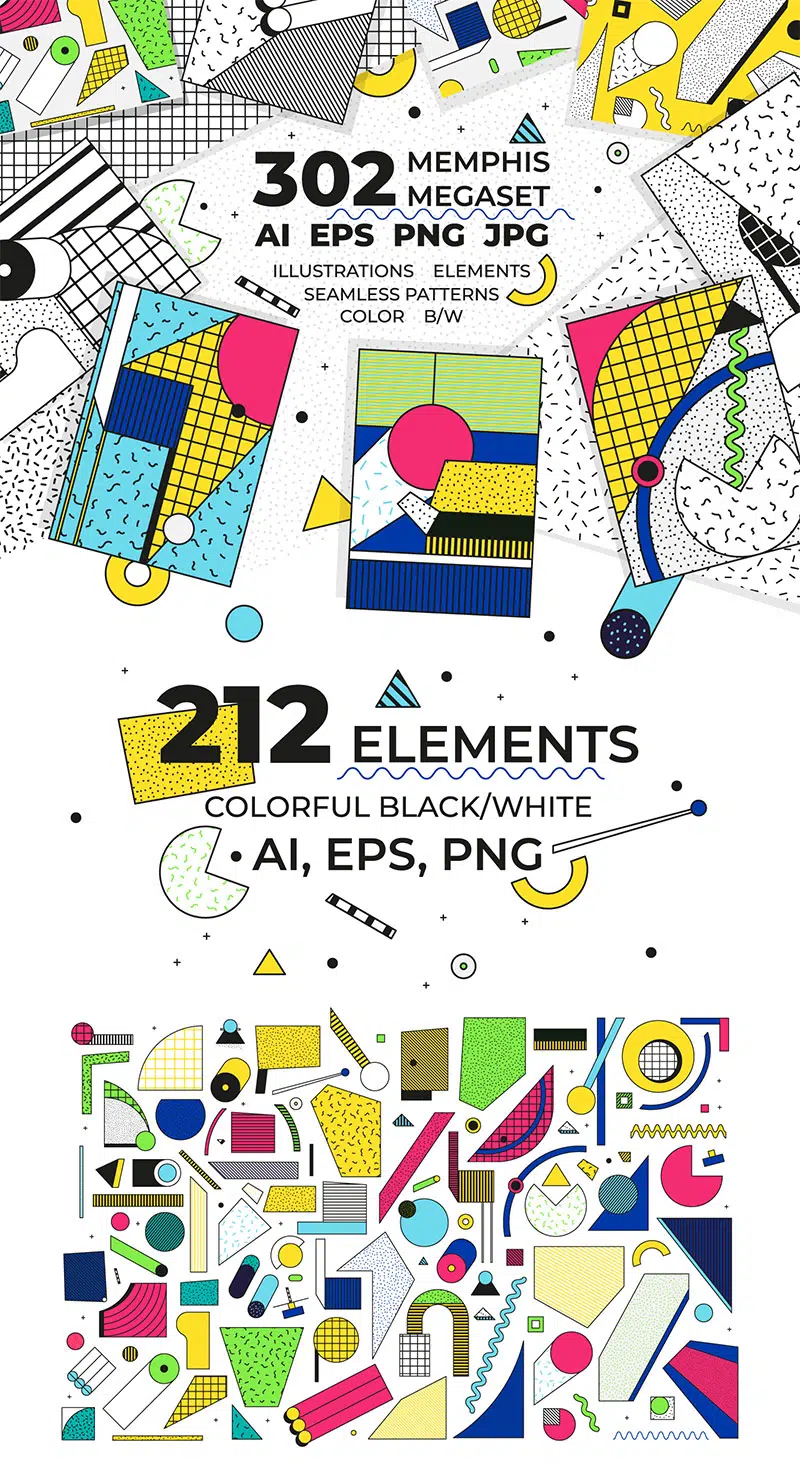 302 MEMPHIS
MEGASET
AI EPS PNG JPG
ILLUSTRATIONS ELEMENTS
SEAMLESS PATTERNS
COLOR B/W
212 ELEMENTS
COLORFUL BLACK/WHITE
AI, EPS, PNG